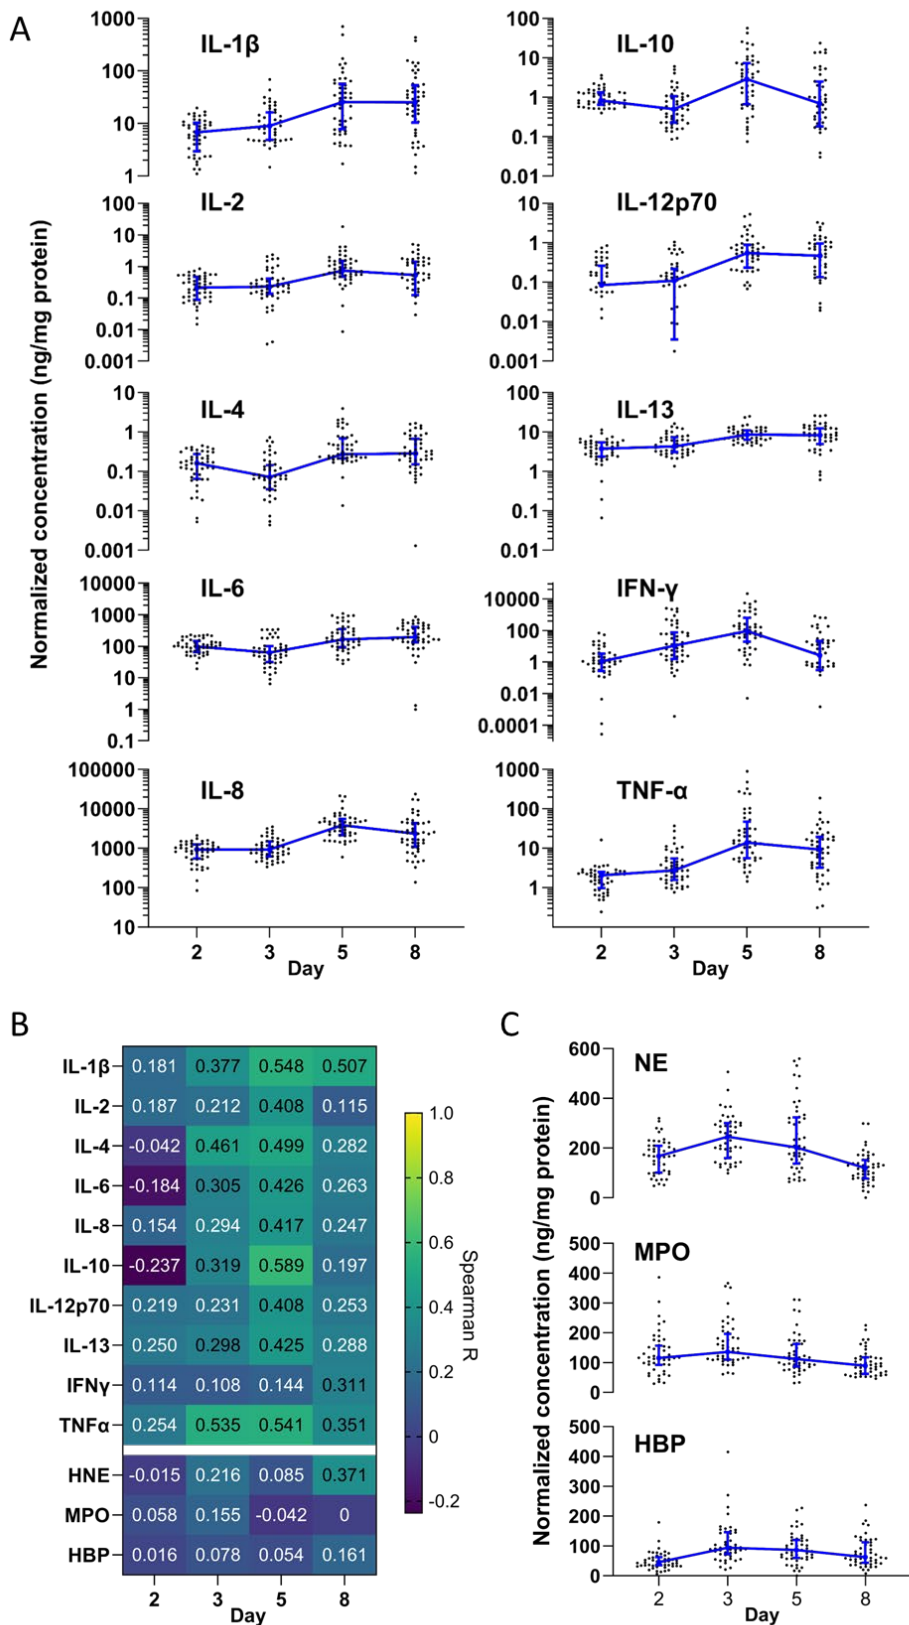 A
Normalized concentration (ng/mg protein)
IL-1β
1000
100
10
1
IL-10
100
10
1
0.1
0.01
IL-2
100
10
1
0.1
0.01
0.001
IL-12p70
10
1
0.1
0.01
0.001
IL-4
10
1
0.1
0.01
0.001
IL-13
100
10
1
0.1
0.01
IL-6
10000
1000
100
10
1
0.1
IFN-γ
10000
100
1
0.01
0.0001
IL-8
100000
10000
1000
100
10
TNF-α
1000
100
10
1
2 3 5 8
Day
2 3 5 8
Day
B
IL-1β 0.181 0.377 0.548 0.507
IL-2 0.187 0.212 0.408 0.115
IL-4 -0.042 0.461 0.499 0.282
IL-6 -0.184 0.305 0.426 0.263
IL-8 0.154 0.294 0.417 0.247
IL-10 -0.237 0.319 0.589 0.197
IL-12p70 0.219 0.231 0.408 0.253
IL-13 0.250 0.298 0.425 0.288
IFNγ 0.114 0.108 0.144 0.311
TNFα 0.254 0.535 0.541 0.351
HNE -0.015 0.216 0.085 0.371
MPO 0.058 0.155 -0.042 0
HBP 0.016 0.078 0.054 0.161
2 3 5 8
Day
1.0
0.8
0.6
0.4
0.2
0
-0.2
Spearman R
C
Normalized concentration (ng/mg protein)
NE
600
400
200
0
MPO
500
400
300
200
100
0
HBP
500
400
300
200
100
0
2 3 5 8
Day